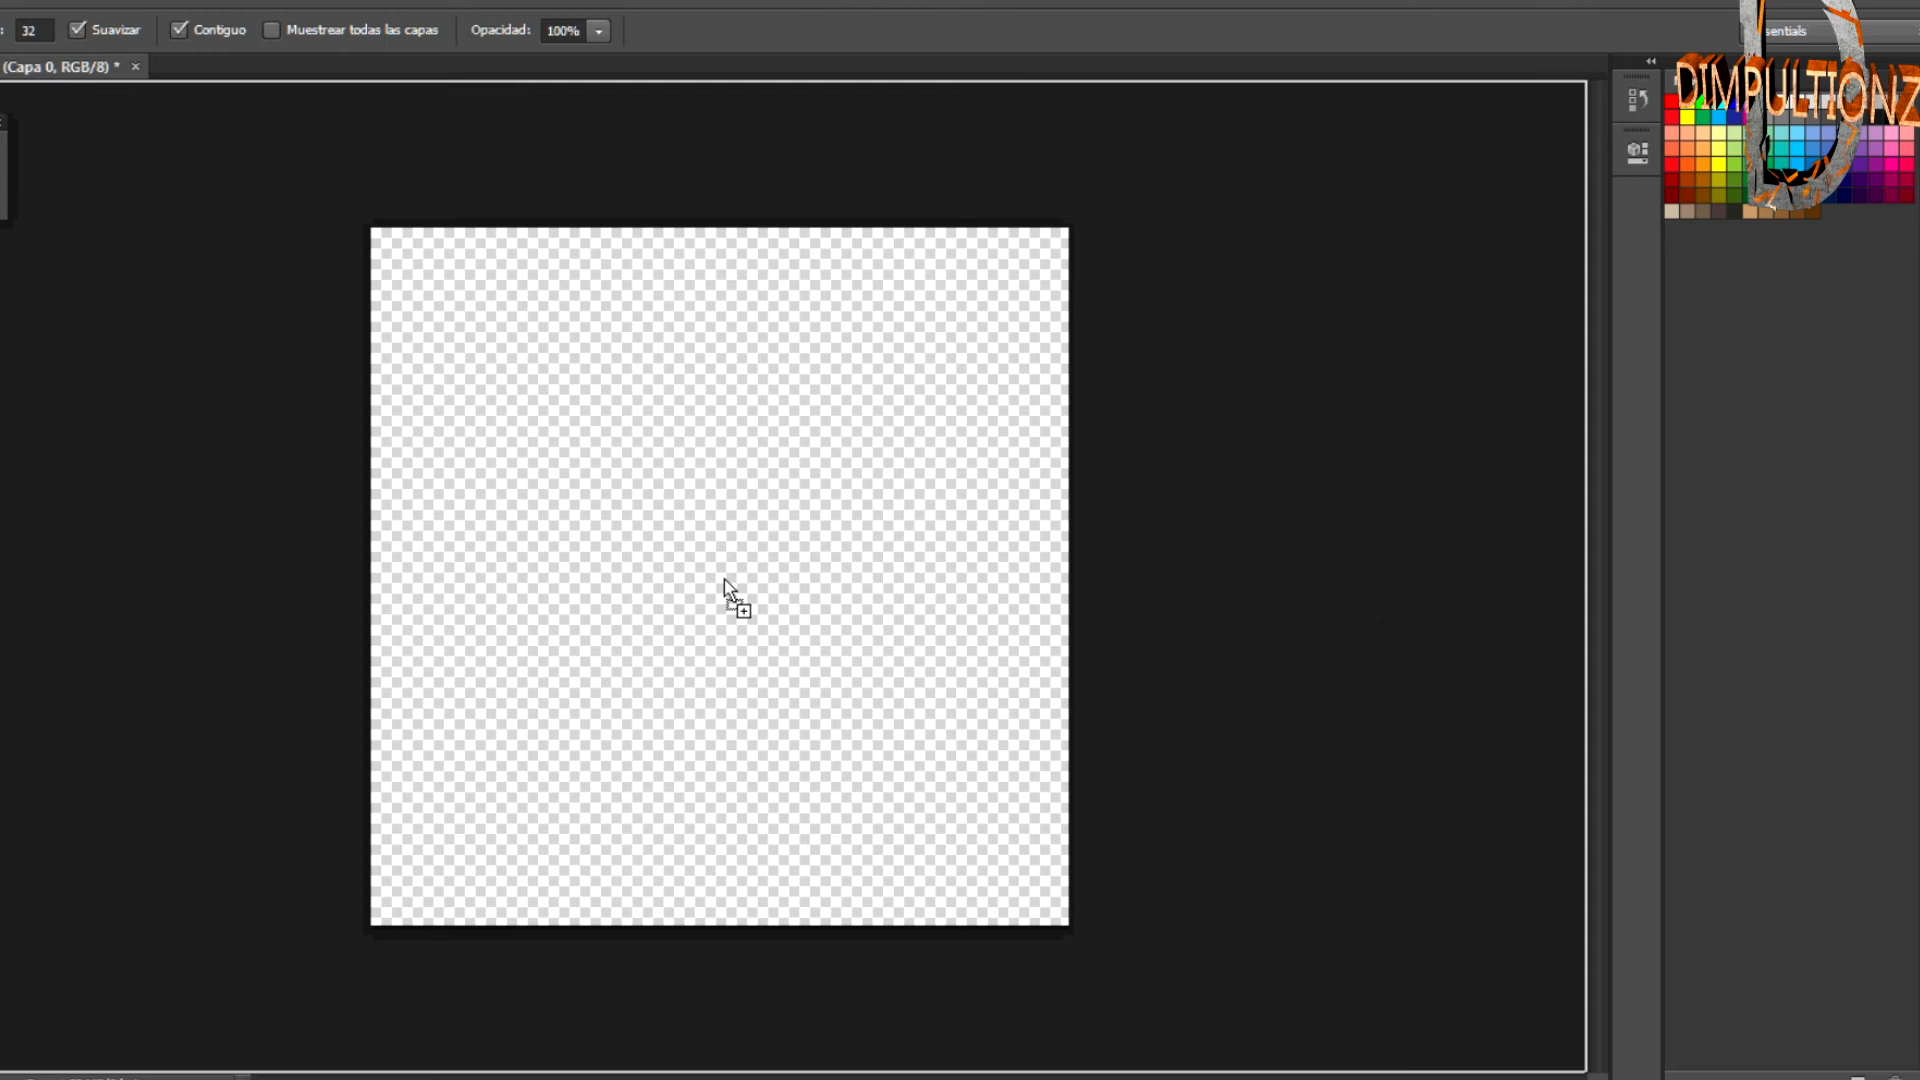 : 32 Suavizar Contiguo Muestrear todas las capas Opacidad: 100% sentials
(Capa 0, RGB/8) * ×
DIMPULTIONZ